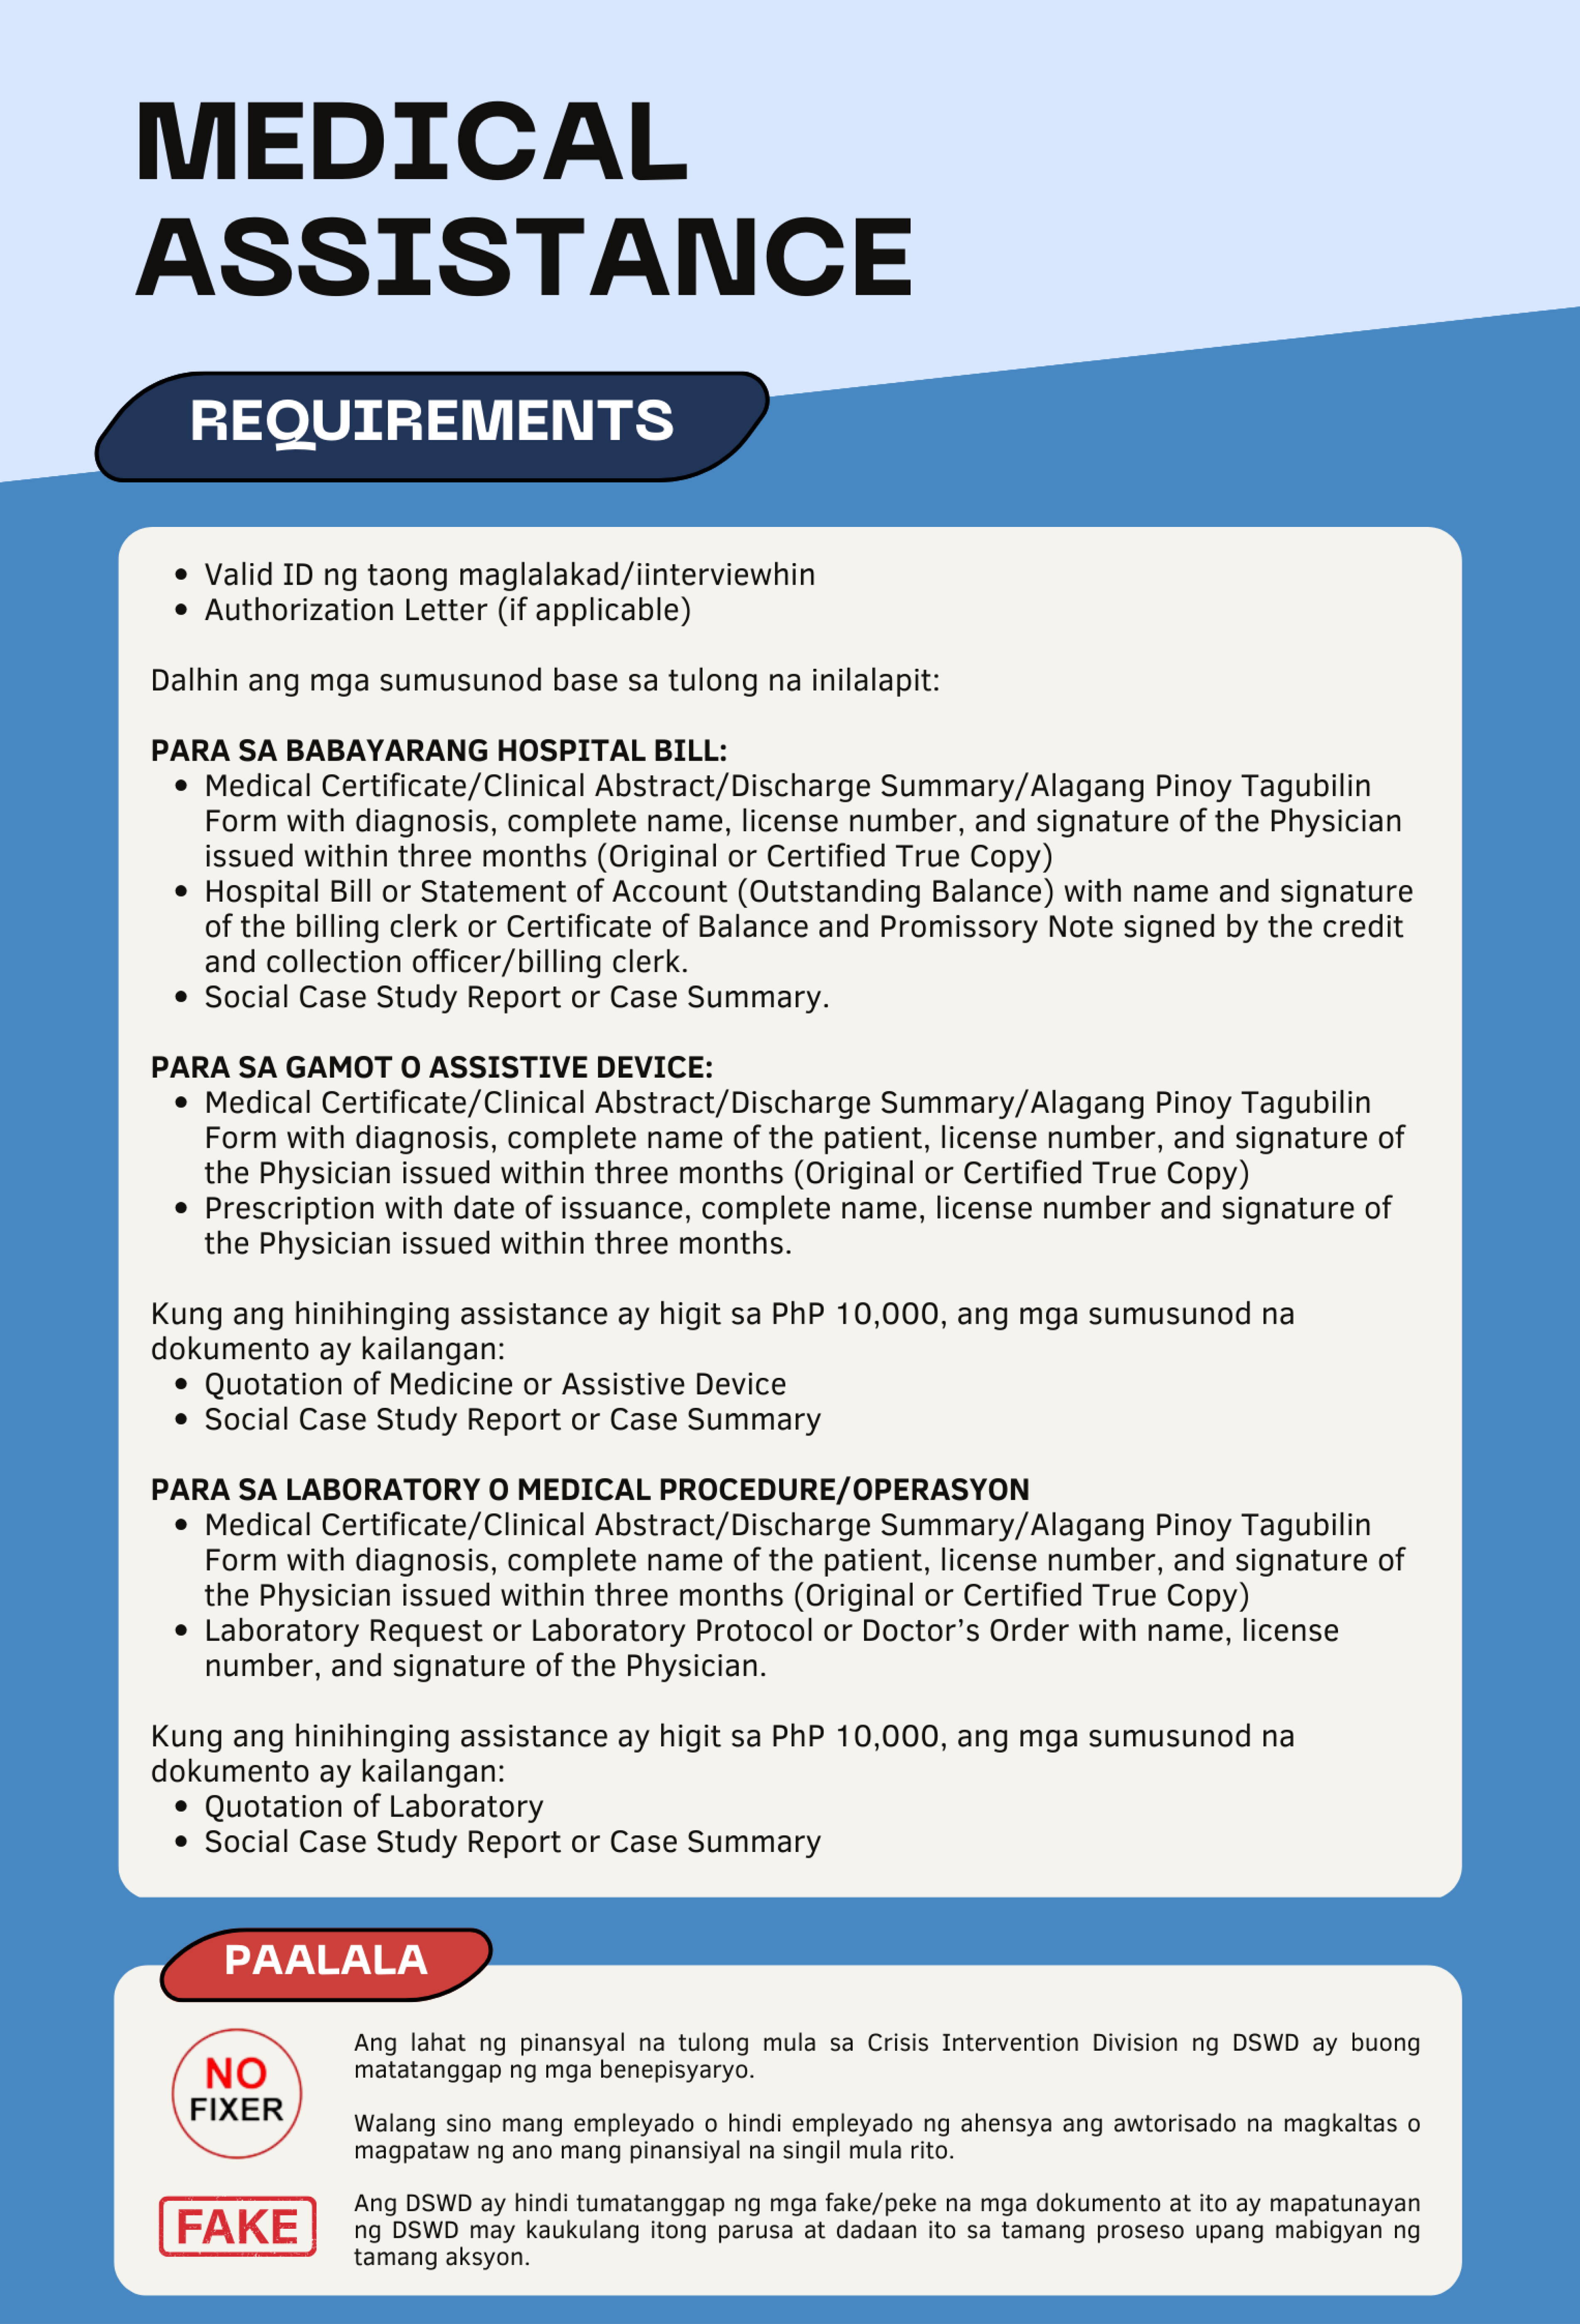 MEDICAL
ASSISTANCE
REQUIREMENTS
• Valid ID ng taong maglalakad/iinterviewhin
• Authorization Letter (if applicable)
Dalhin ang mga sumusunod base sa tulong na inilalapit:
PARA SA BABAYARANG HOSPITAL BILL:
• Medical Certificate/Clinical Abstract/Discharge Summary/Alagang Pinoy Tagubilin
Form with diagnosis, complete name, license number, and signature of the Physician
issued within three months (Original or Certified True Copy)
• Hospital Bill or Statement of Account (Outstanding Balance) with name and signature
of the billing clerk or Certificate of Balance and Promissory Note signed by the credit
and collection officer/billing clerk.
• Social Case Study Report or Case Summary.
PARA SA GAMOT O ASSISTIVE DEVICE:
• Medical Certificate/Clinical Abstract/Discharge Summary/Alagang Pinoy Tagubilin
Form with diagnosis, complete name of the patient, license number, and signature of
the Physician issued within three months (Original or Certified True Copy)
• Prescription with date of issuance, complete name, license number and signature of
the Physician issued within three months.
Kung ang hinihinging assistance ay higit sa PhP 10,000, ang mga sumusunod na
dokumento ay kailangan:
• Quotation of Medicine or Assistive Device
• Social Case Study Report or Case Summary
PARA SA LABORATORY O MEDICAL PROCEDURE/OPERASYON
• Medical Certificate/Clinical Abstract/Discharge Summary/Alagang Pinoy Tagubilin
Form with diagnosis, complete name of the patient, license number, and signature of
the Physician issued within three months (Original or Certified True Copy)
• Laboratory Request or Laboratory Protocol or Doctor’s Order with name, license
number, and signature of the Physician.
Kung ang hinihinging assistance ay higit sa PhP 10,000, ang mga sumusunod na
dokumento ay kailangan:
• Quotation of Laboratory
• Social Case Study Report or Case Summary
PAALALA
NO
FIXER
Ang lahat ng pinansyal na tulong mula sa Crisis Intervention Division ng DSWD ay buong
matatanggap ng mga benepisyaryo.
Walang sino mang empleyado o hindi empleyado ng ahensya ang awtorisado na magkaltas o
magpataw ng ano mang pinansiyal na singil mula rito.
FAKE
Ang DSWD ay hindi tumatanggap ng mga fake/peke na mga dokumento at ito ay mapatunayan
ng DSWD may kaukulang itong parusa at dadaan ito sa tamang proseso upang mabigyan ng
tamang aksyon.